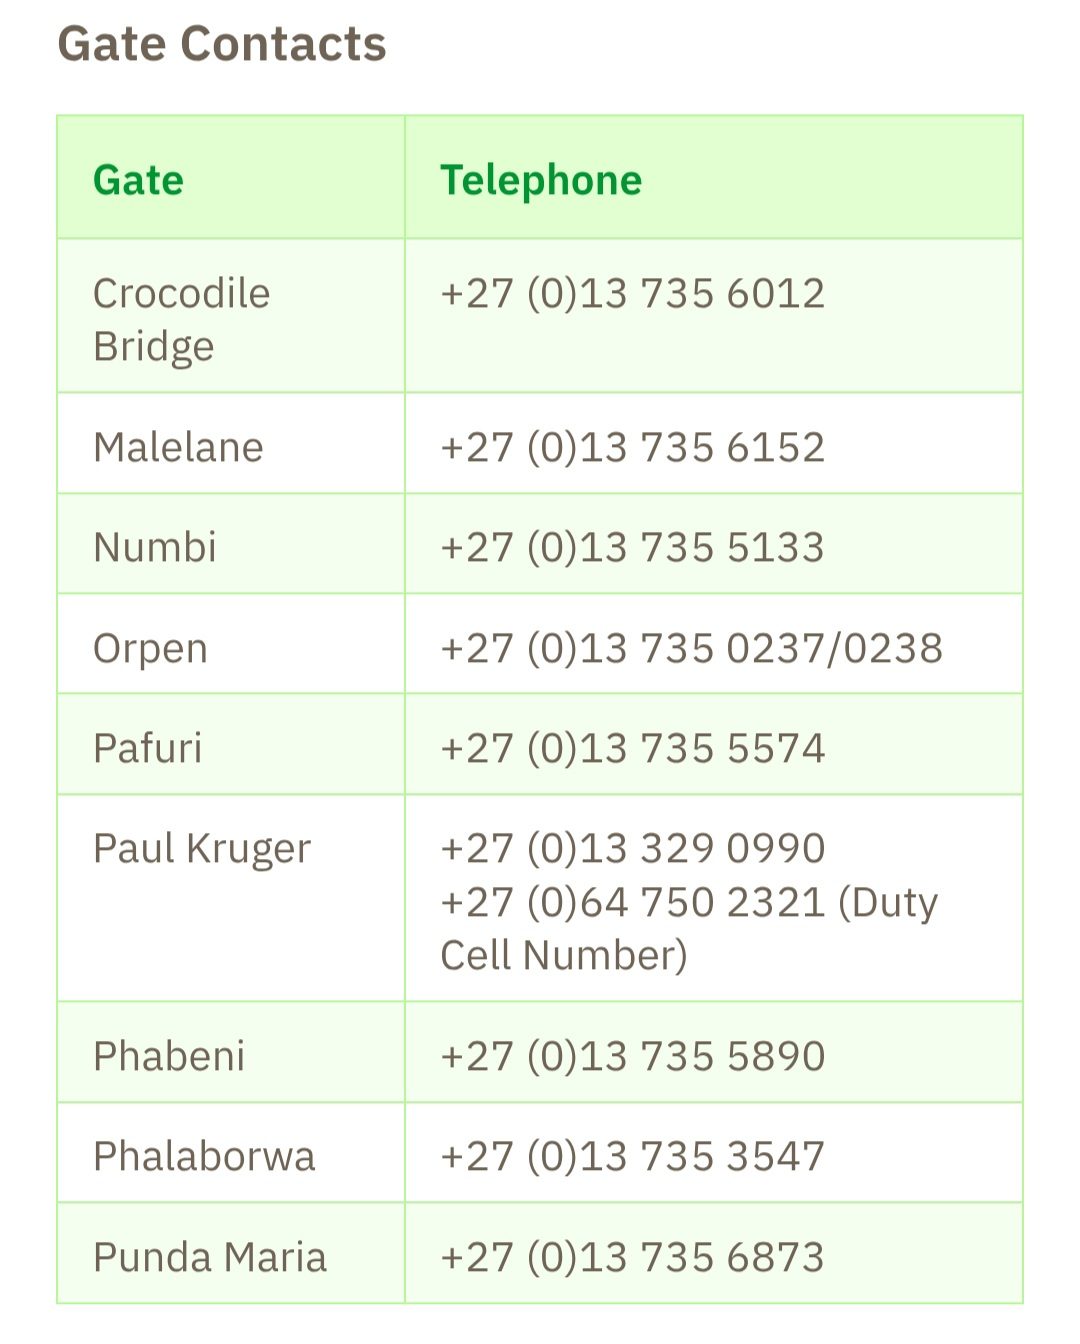 Gate Contacts
Gate Telephone
Crocodile +27 (0)13 735 6012
Bridge
Malelane +27 (0)13 735 6152
Numbi +27 (0)13 735 5133
Orpen +27 (0)13 735 0237/0238
Pafuri +27 (0)13 735 5574
Paul Kruger +27 (0)13 329 0990
+27 (0)64 750 2321 (Duty
Cell Number)
Phabeni +27 (0)13 735 5890
Phalaborwa +27 (0)13 735 3547
Punda Maria +27 (0)13 735 6873